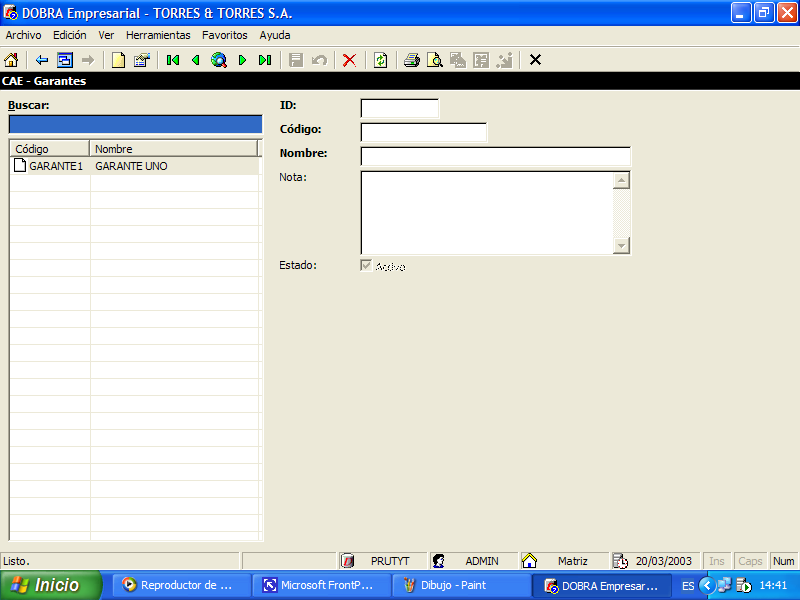 DOBRA Empresarial - TORRES & TORRES S.A.
Archivo Edición Ver Herramientas Favoritos Ayuda
CAE - Garantes
Buscar:
Código Nombre
GARANTE1 GARANTE UNO
ID:
Código:
Nombre:
Nota:
Estado: Activo
Listo. PRUTYT ADMIN Matriz 20/03/2003 Ins Caps Num
Inicio Reproductor de ... Microsoft FrontP... Dibujo - Paint DOBRA Empresar... ES 14:41